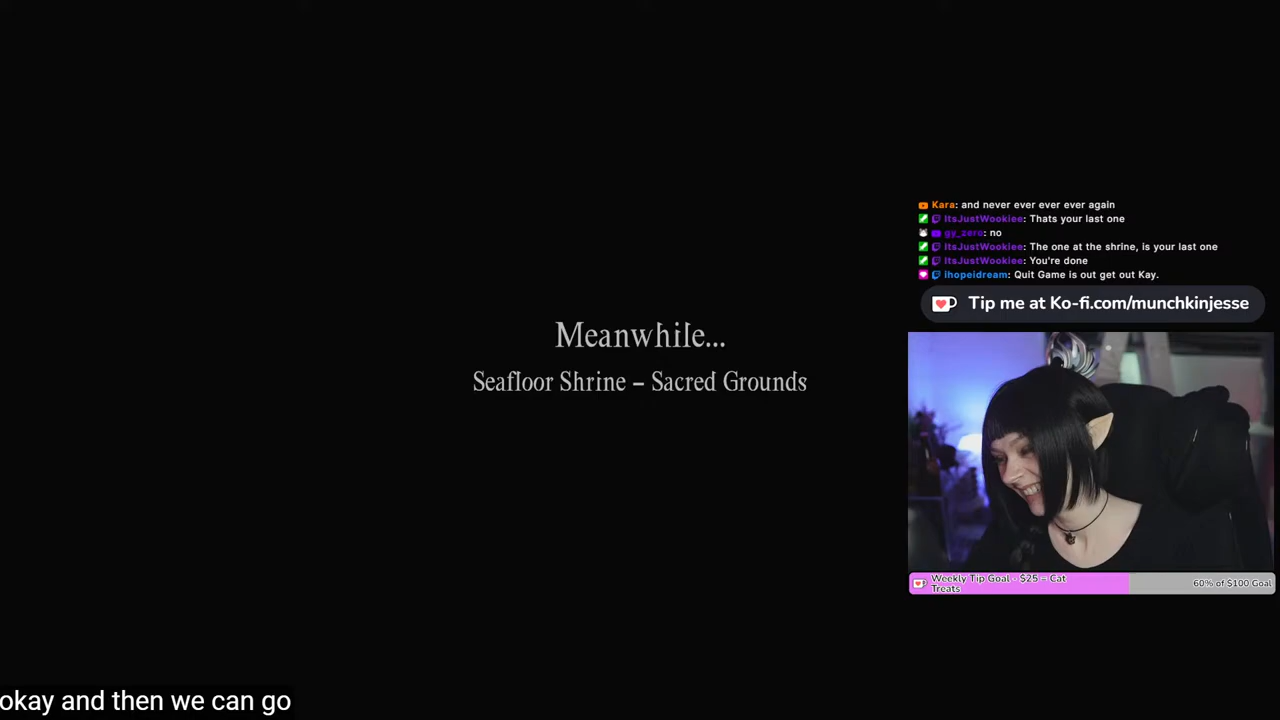 Meanwhile...
Seafloor Shrine – Sacred Grounds
Kara: and never ever ever ever again
ItsJustWookiee: Thats your last one
gy_zero: no
ItsJustWookiee: The one at the shrine, is your last one
ItsJustWookiee: You're done
ihopeidream: Quit Game is out get out Kay.
Tip me at Ko-fi.com/munchkinjesse
Weekly Tip Goal - $25 = Cat
Treats
60% of $100 Goal
okay and then we can go